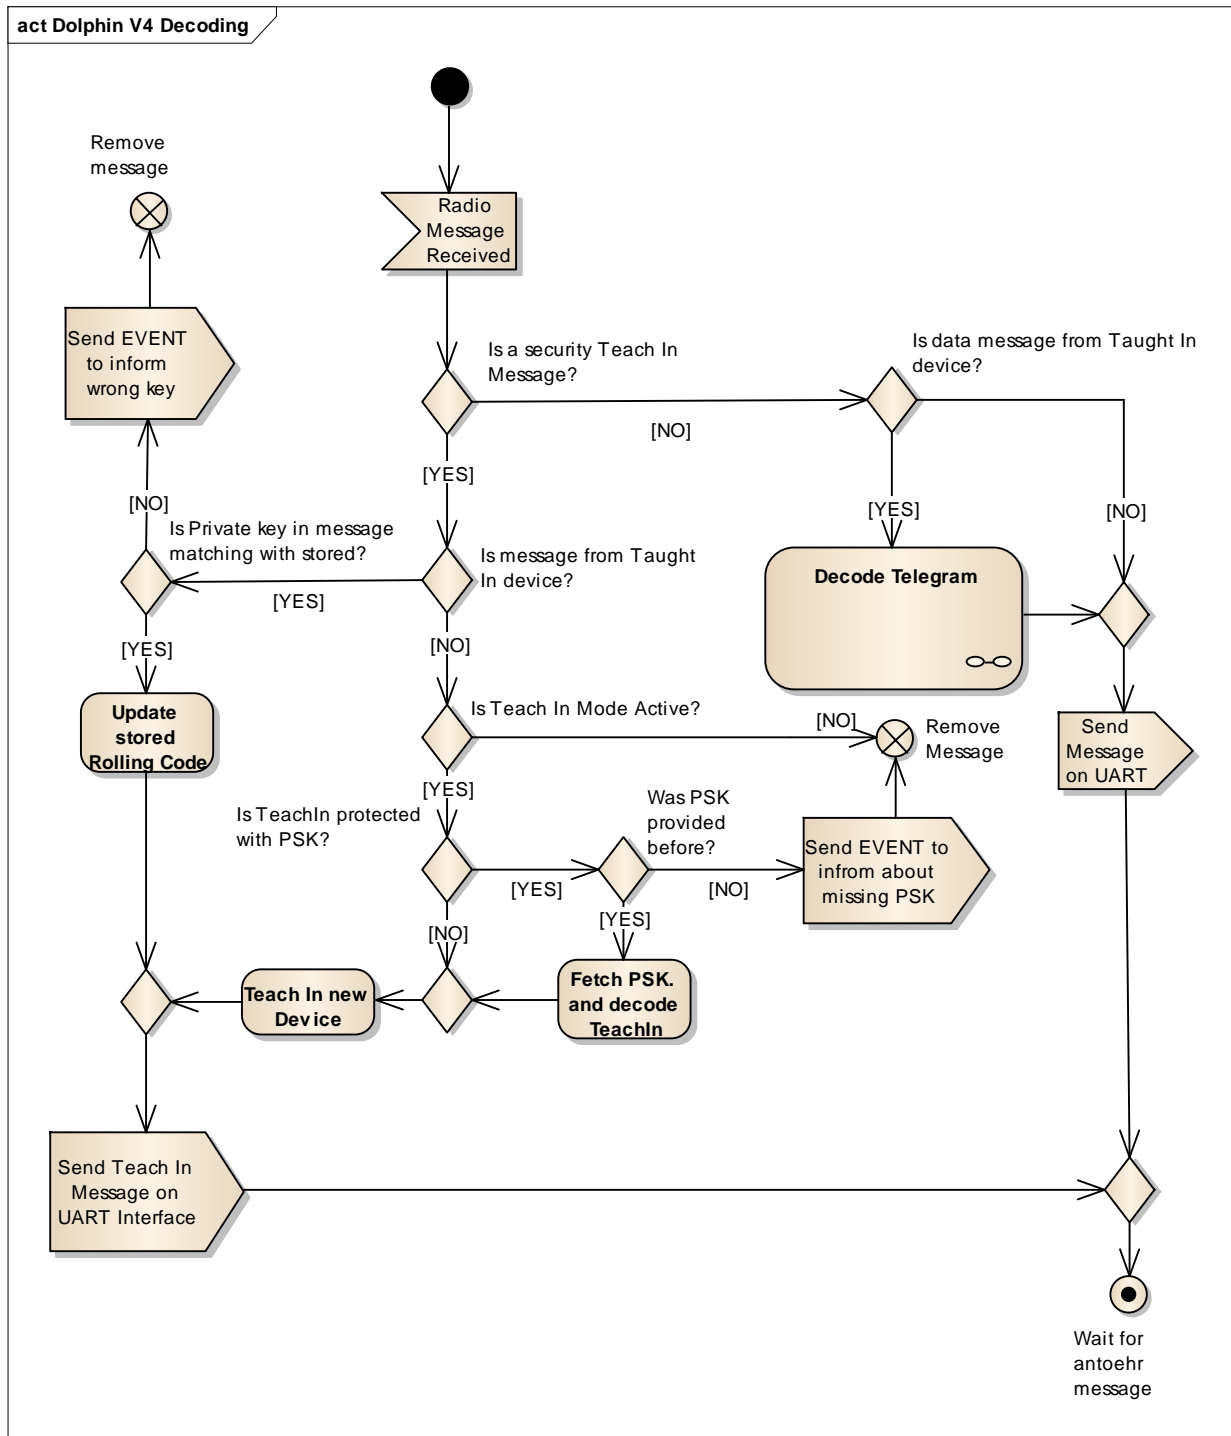 act Dolphin V4 Decoding
Remove
message
Radio
Message
Received
Send EVENT
to inform
wrong key
Is a security Teach In
Message?
Is data message from Taught In
device?
[NO]
[YES]
[NO]
Is Private key in message
matching with stored?
[YES]
[NO]
Is message from Taught
In device?
[YES]
Decode Telegram
[YES]
[NO]
Update
stored
Rolling Code
Is Teach In Mode Active?
[NO]
Remove
Message
Send
Message
on UART
[YES]
Is TeachIn protected
with PSK?
Was PSK
provided
before?
Send EVENT to
infrom about
missing PSK
[YES]
[NO]
[YES]
[NO]
Teach In new
Device
Fetch PSK.
and decode
TeachIn
Send Teach In
Message on
UART Interface
Wait for
antoehr
message